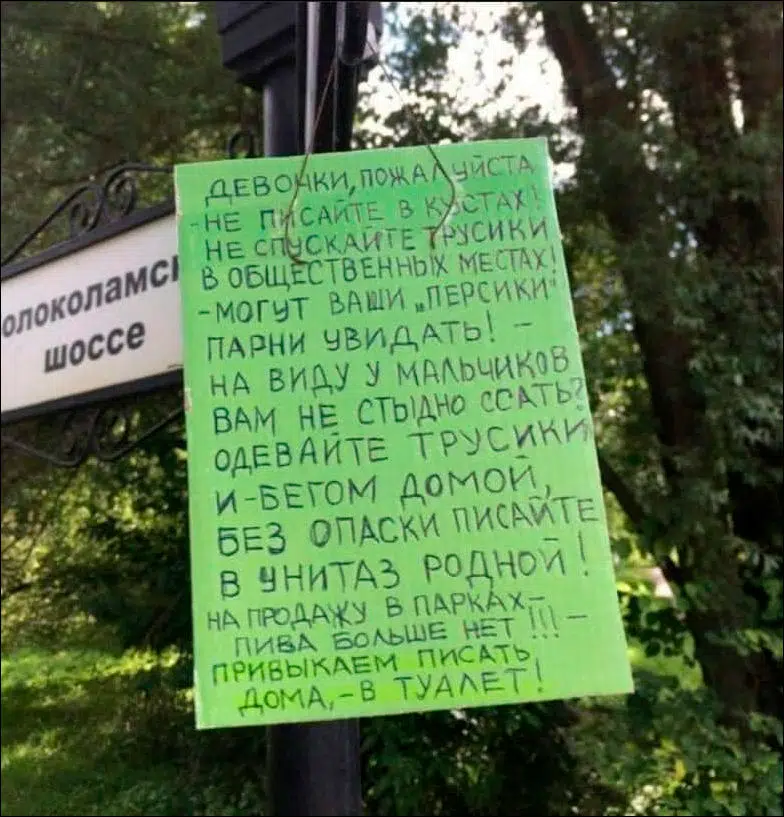 олоколамс
шоссе
ДЕВОЧКИ, ПОЖАЛУЙСТА
-НЕ ПИСАЙТЕ В КУСТАХ!
НЕ СПУСКАЙТЕ ТРУСИКИ
В ОБЩЕСТВЕННЫХ МЕСТАХ!
-МОГУТ ВАШИ „ПЕРСИКИ"
ПАРНИ УВИДАТЬ! -
НА ВИДУ У МАЛЬЧИКОВ
ВАМ НЕ СТЫДНО ССАТЬ?
ОДЕВАЙТЕ ТРУСИКИ
И-БЕГОМ ДОМОЙ,
БЕЗ ОПАСКИ ПИСАЙТЕ
В УНИТАЗ РОДНОЙ!
НА ПРОДАЖУ В ПАРКАХ-
ПИВА БОЛЬШЕ НЕТ!!!-
ПРИВЫКАЕМ ПИСАТЬ
ДОМА,-В ТУАЛЕТ!